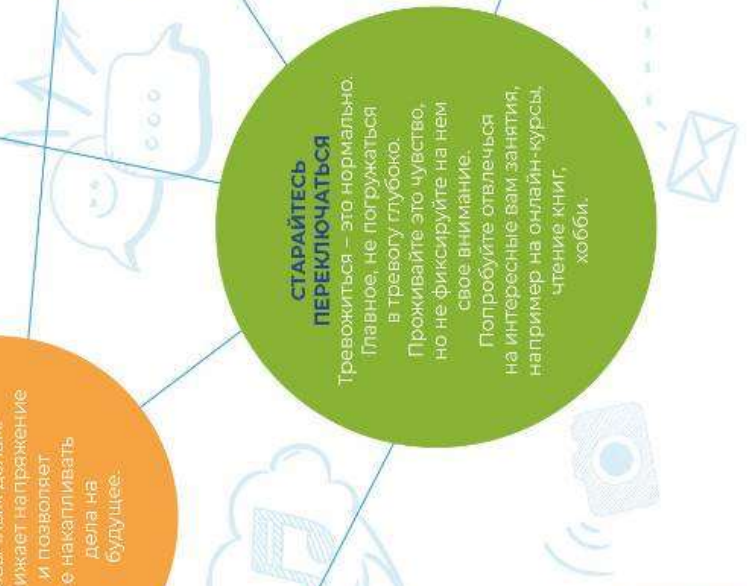 СТАРАЙТЕСЬ
ПЕРЕКЛЮЧАТЬСЯ
Тревожиться – это нормально.
Главное, не погружаться
в тревогу глубоко.
Проживайте это чувство,
но не фиксируйте на нем
свое внимание.
Попробуйте отвлечься
на интересные вам занятия,
например на онлайн-курсы,
чтение книг,
хобби.
напряжение
и позволяет
накапливать
дела на
будущее.